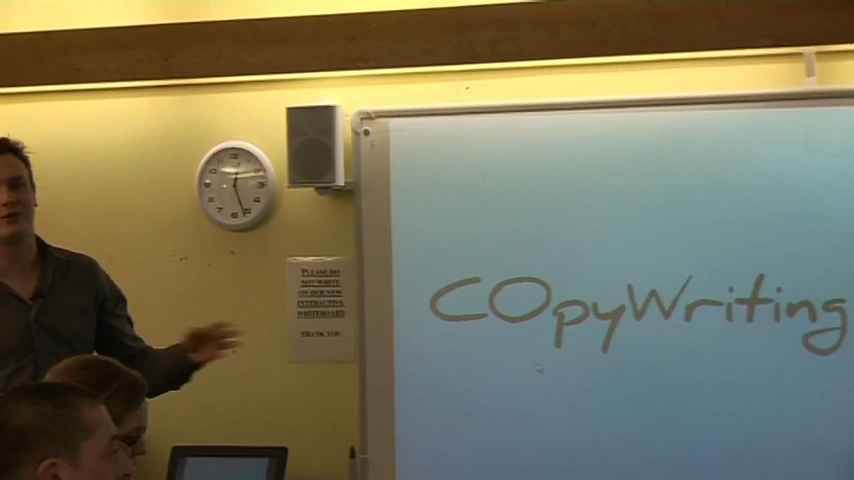 PLEASE DO
NOT WRITE
ON OUR NEW
INTERACTIVE
WHITEBOARD
THANK YOU
COpyWriting